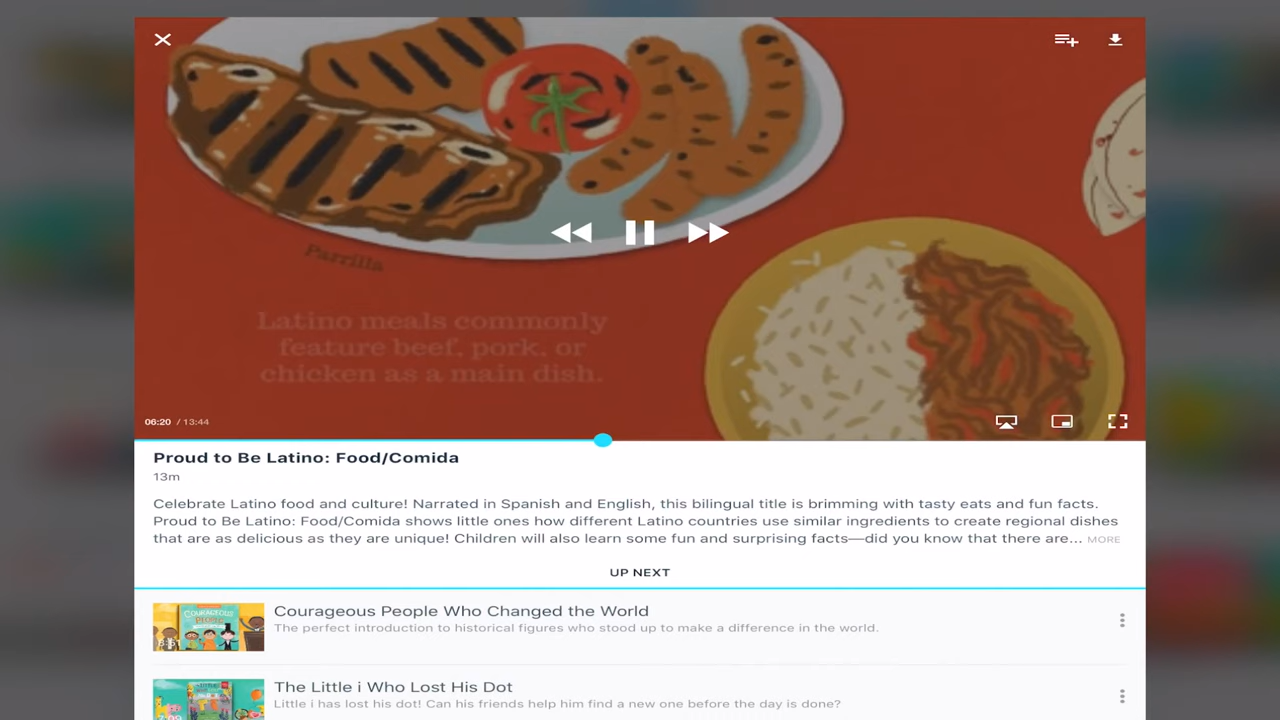 Parrilla
Latino meals commonly
feature beef, pork, or
chicken as a main dish.
06:20 / 13:44
Proud to Be Latino: Food/Comida
13m
Celebrate Latino food and culture! Narrated in Spanish and English, this bilingual title is brimming with tasty eats and fun facts.
Proud to Be Latino: Food/Comida shows little ones how different Latino countries use similar ingredients to create regional dishes
that are as delicious as they are unique! Children will also learn some fun and surprising facts—did you know that there are... MORE
UP NEXT
Courageous People Who Changed the World
The perfect introduction to historical figures who stood up to make a difference in the world.
COURAGEOUS
PEOPLE
The Little i Who Lost His Dot
Little i has lost his dot! Can his friends help him find a new one before the day is done?